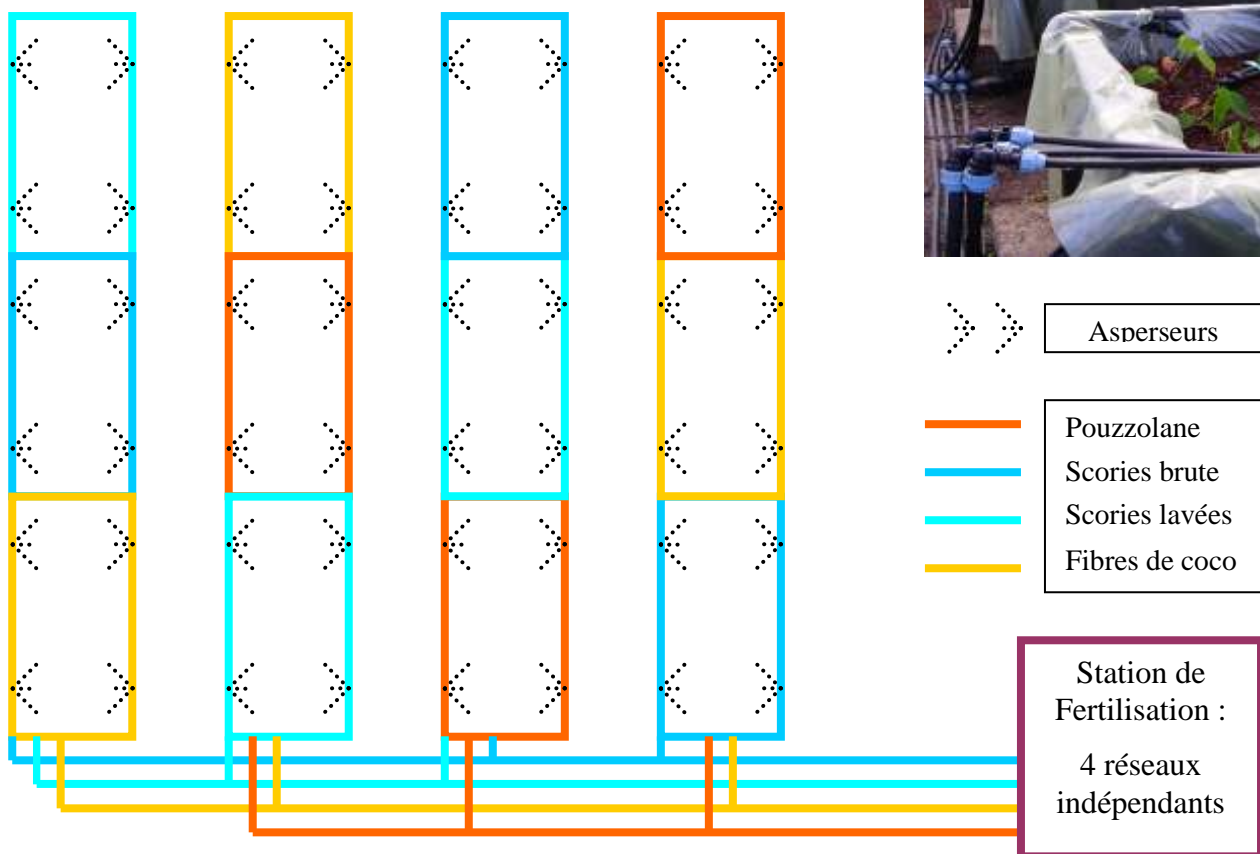 Asperseurs
Pouzzolane
Scories brute
Scories lavées
Fibres de coco
Station de
Fertilisation :
4 réseaux
indépendants